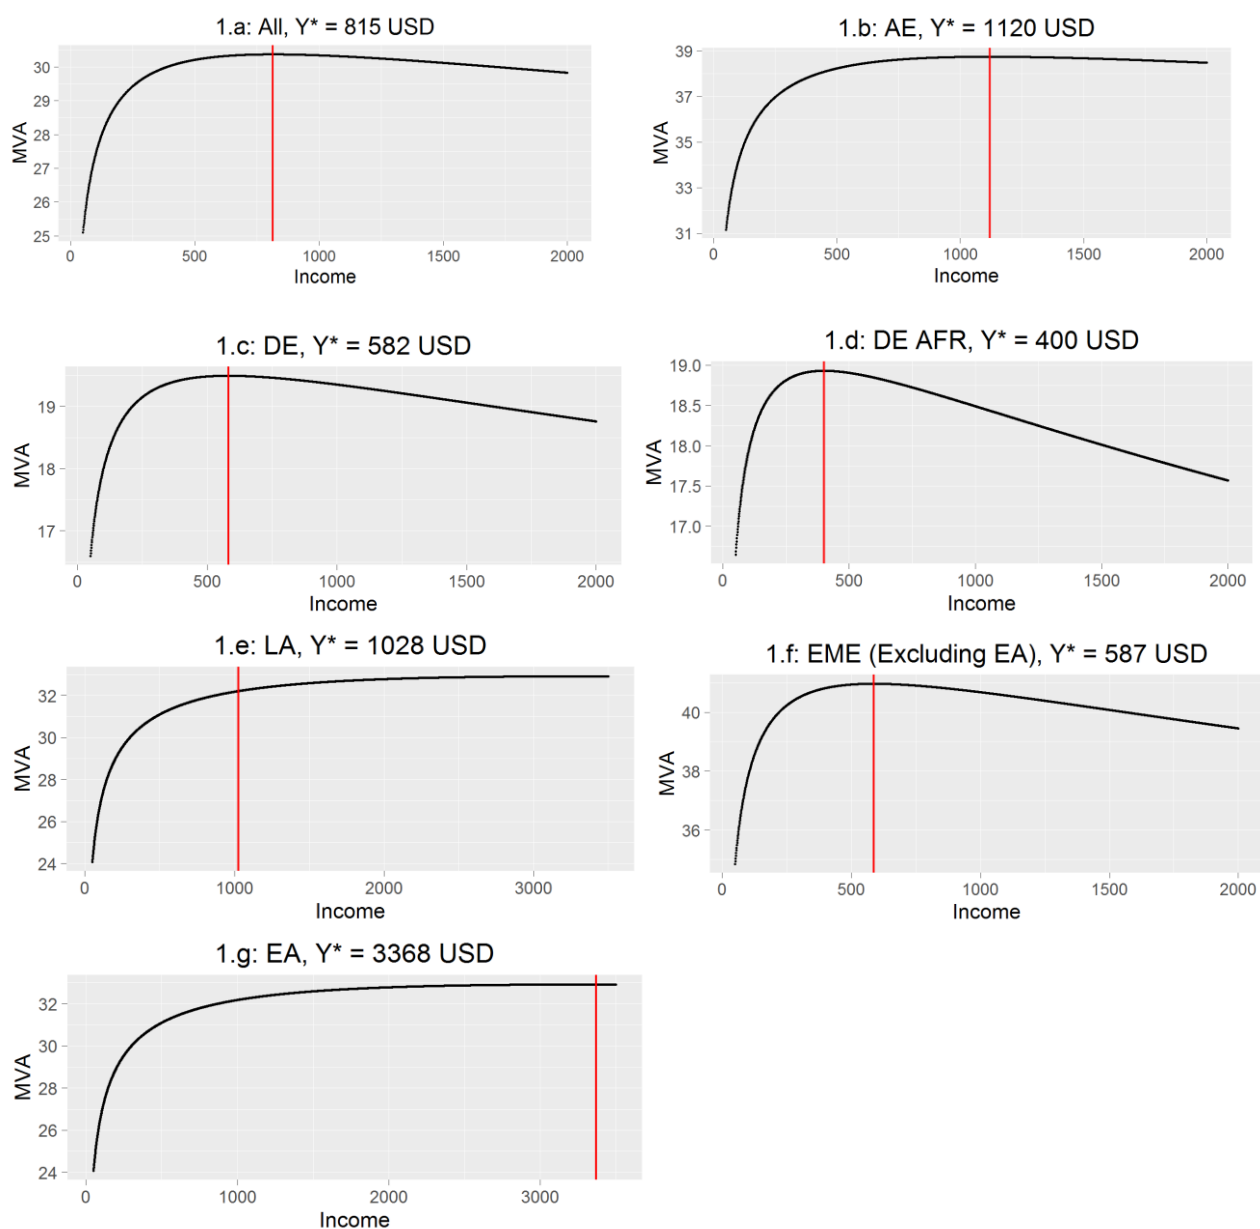 1.a: All, Y* = 815 USD
MVA
30
29
28
27
26
25
0 500 1000 1500 2000
Income
1.b: AE, Y* = 1120 USD
MVA
39
37
35
33
31
0 500 1000 1500 2000
Income
1.c: DE, Y* = 582 USD
MVA
19
18
17
0 500 1000 1500 2000
Income
1.d: DE AFR, Y* = 400 USD
MVA
19.0
18.5
18.0
17.5
17.0
0 500 1000 1500 2000
Income
1.e: LA, Y* = 1028 USD
MVA
32
30
28
26
24
0 1000 2000 3000
Income
1.f: EME (Excluding EA), Y* = 587 USD
MVA
40
38
36
0 500 1000 1500 2000
Income
1.g: EA, Y* = 3368 USD
MVA
32
30
28
26
24
0 1000 2000 3000
Income